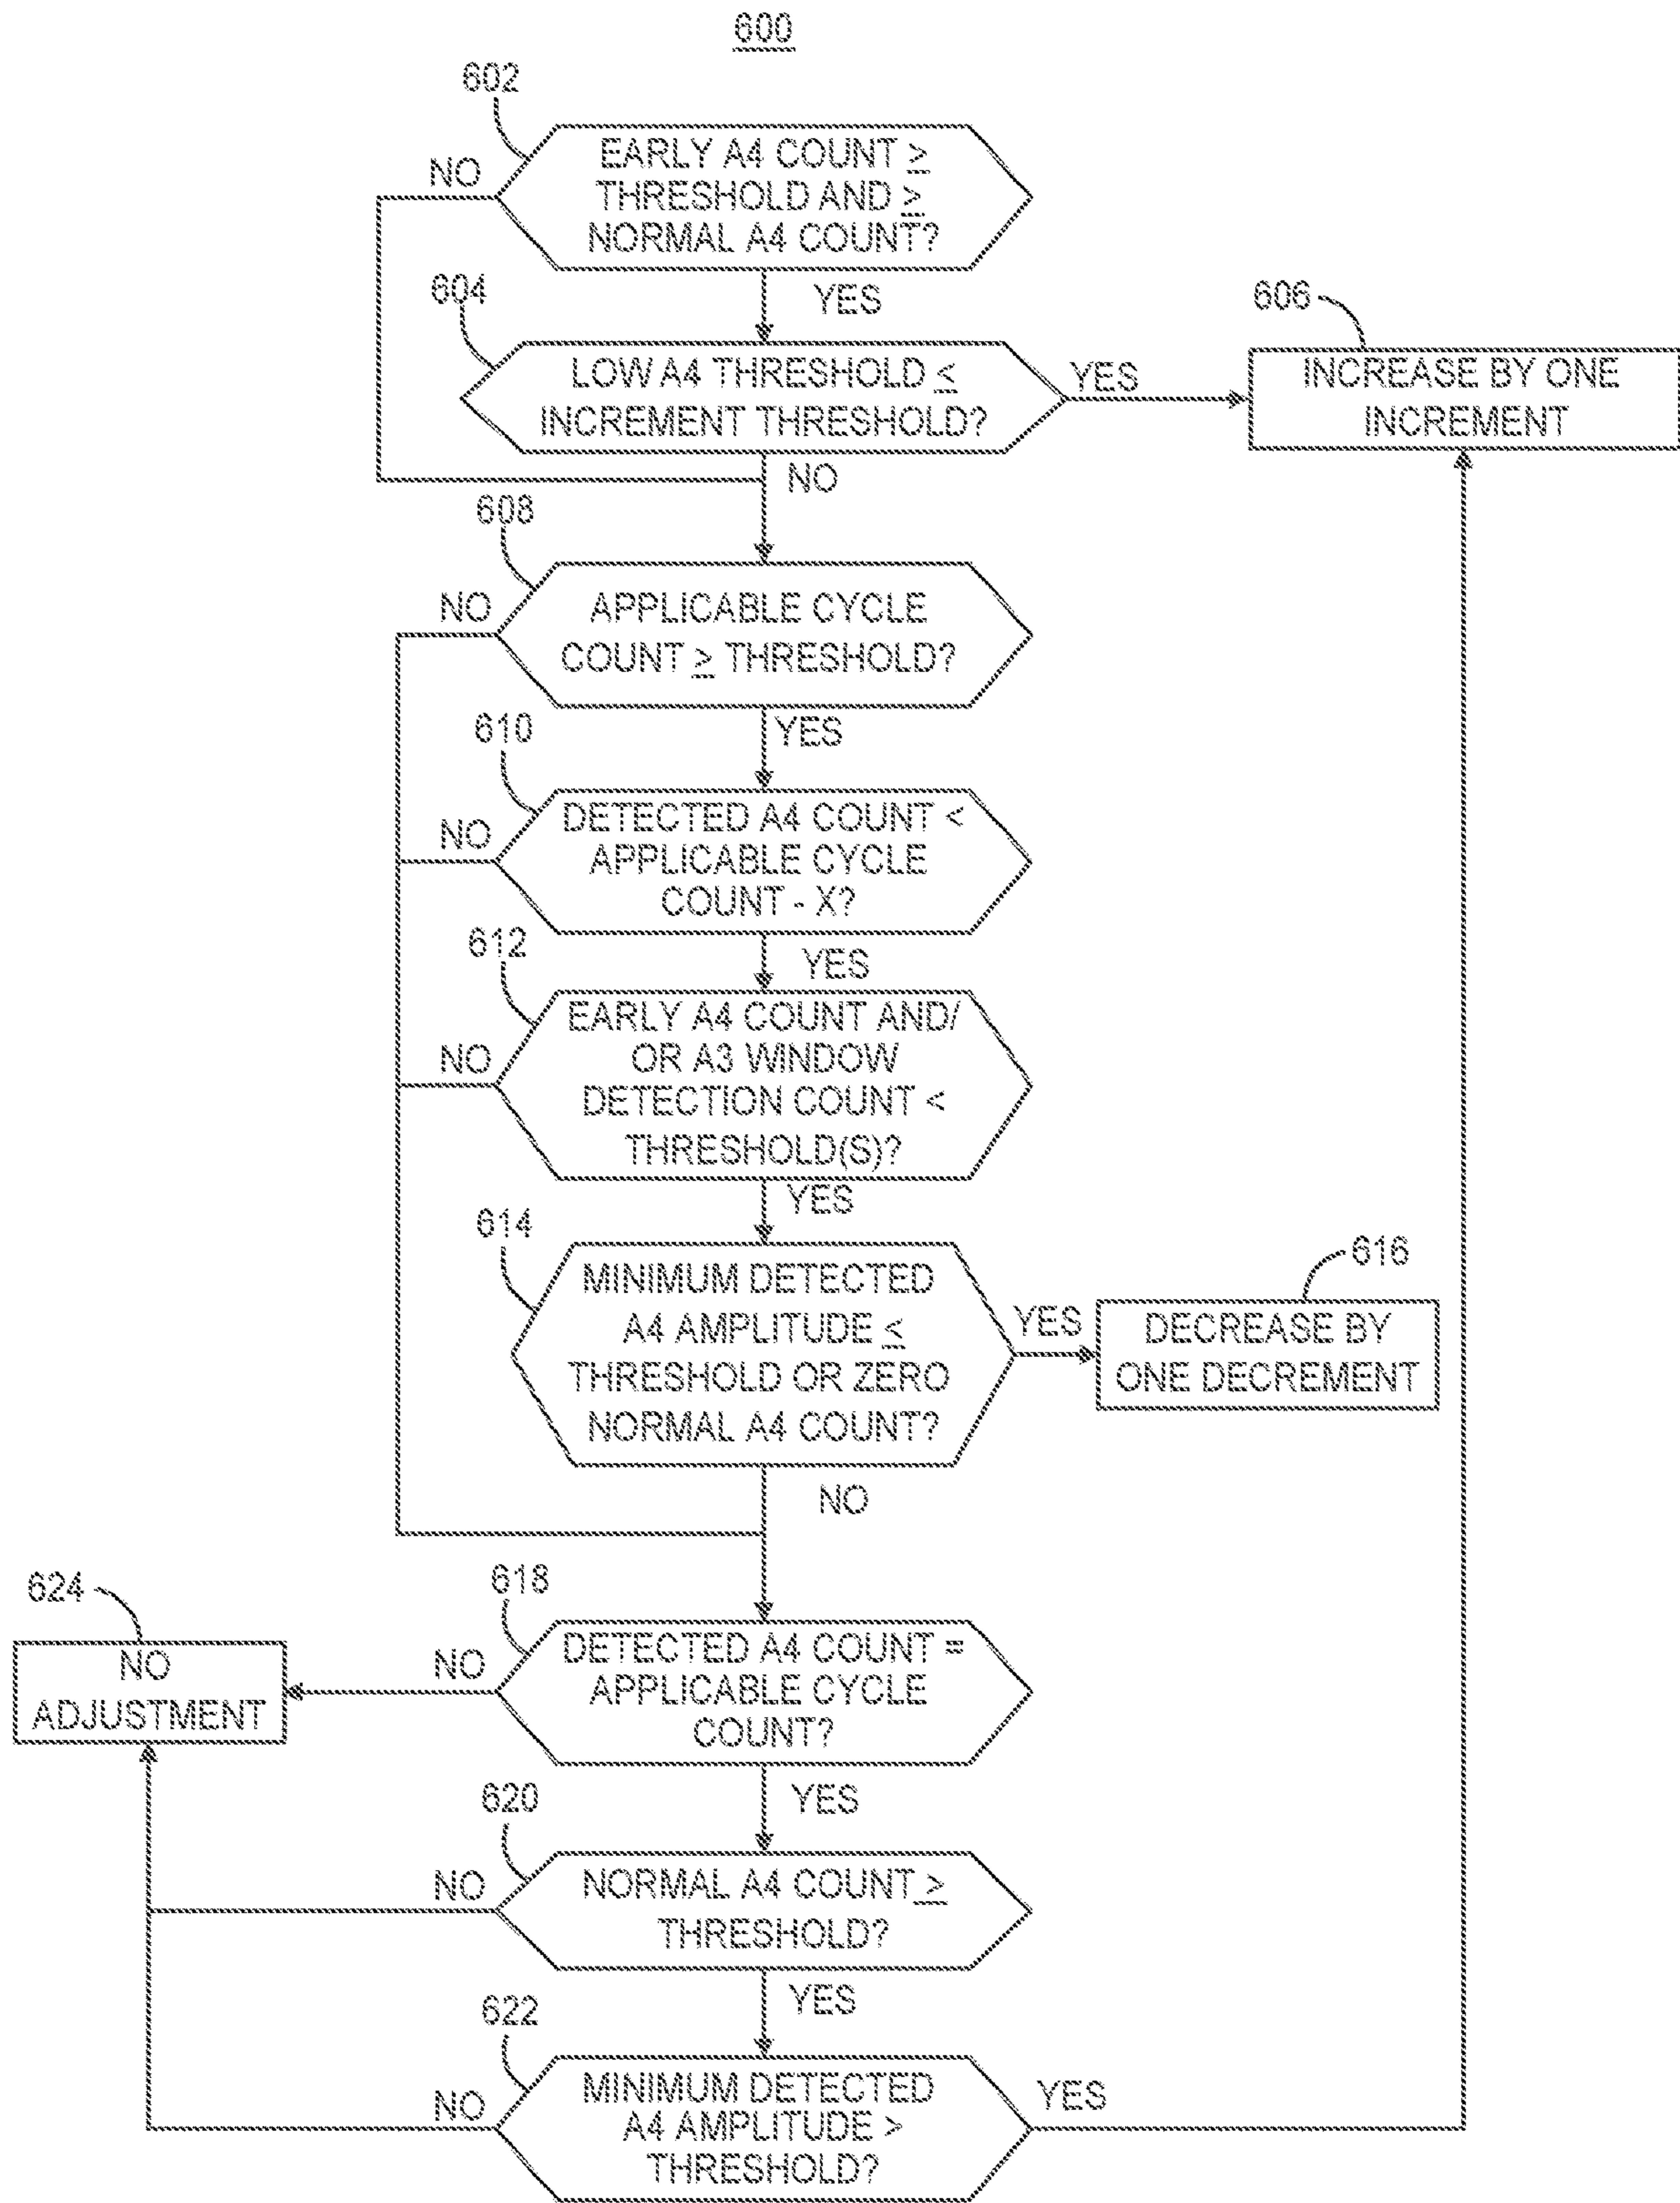 600
602
NO
EARLY A4 COUNT ≥
THRESHOLD AND ≥
NORMAL A4 COUNT?
YES
604
LOW A4 THRESHOLD ≤
INCREMENT THRESHOLD?
YES
606
INCREASE BY ONE
INCREMENT
NO
608
NO
APPLICABLE CYCLE
COUNT ≥ THRESHOLD?
YES
610
NO
DETECTED A4 COUNT <
APPLICABLE CYCLE
COUNT - X?
YES
612
NO
EARLY A4 COUNT AND/
OR A3 WINDOW
DETECTION COUNT <
THRESHOLD(S)?
YES
614
MINIMUM DETECTED
A4 AMPLITUDE ≤
THRESHOLD OR ZERO
NORMAL A4 COUNT?
YES
616
DECREASE BY
ONE DECREMENT
NO
618
NO
DETECTED A4 COUNT =
APPLICABLE CYCLE
COUNT?
624
NO
ADJUSTMENT
YES
620
NO
NORMAL A4 COUNT ≥
THRESHOLD?
YES
622
NO
MINIMUM DETECTED
A4 AMPLITUDE >
THRESHOLD?
YES